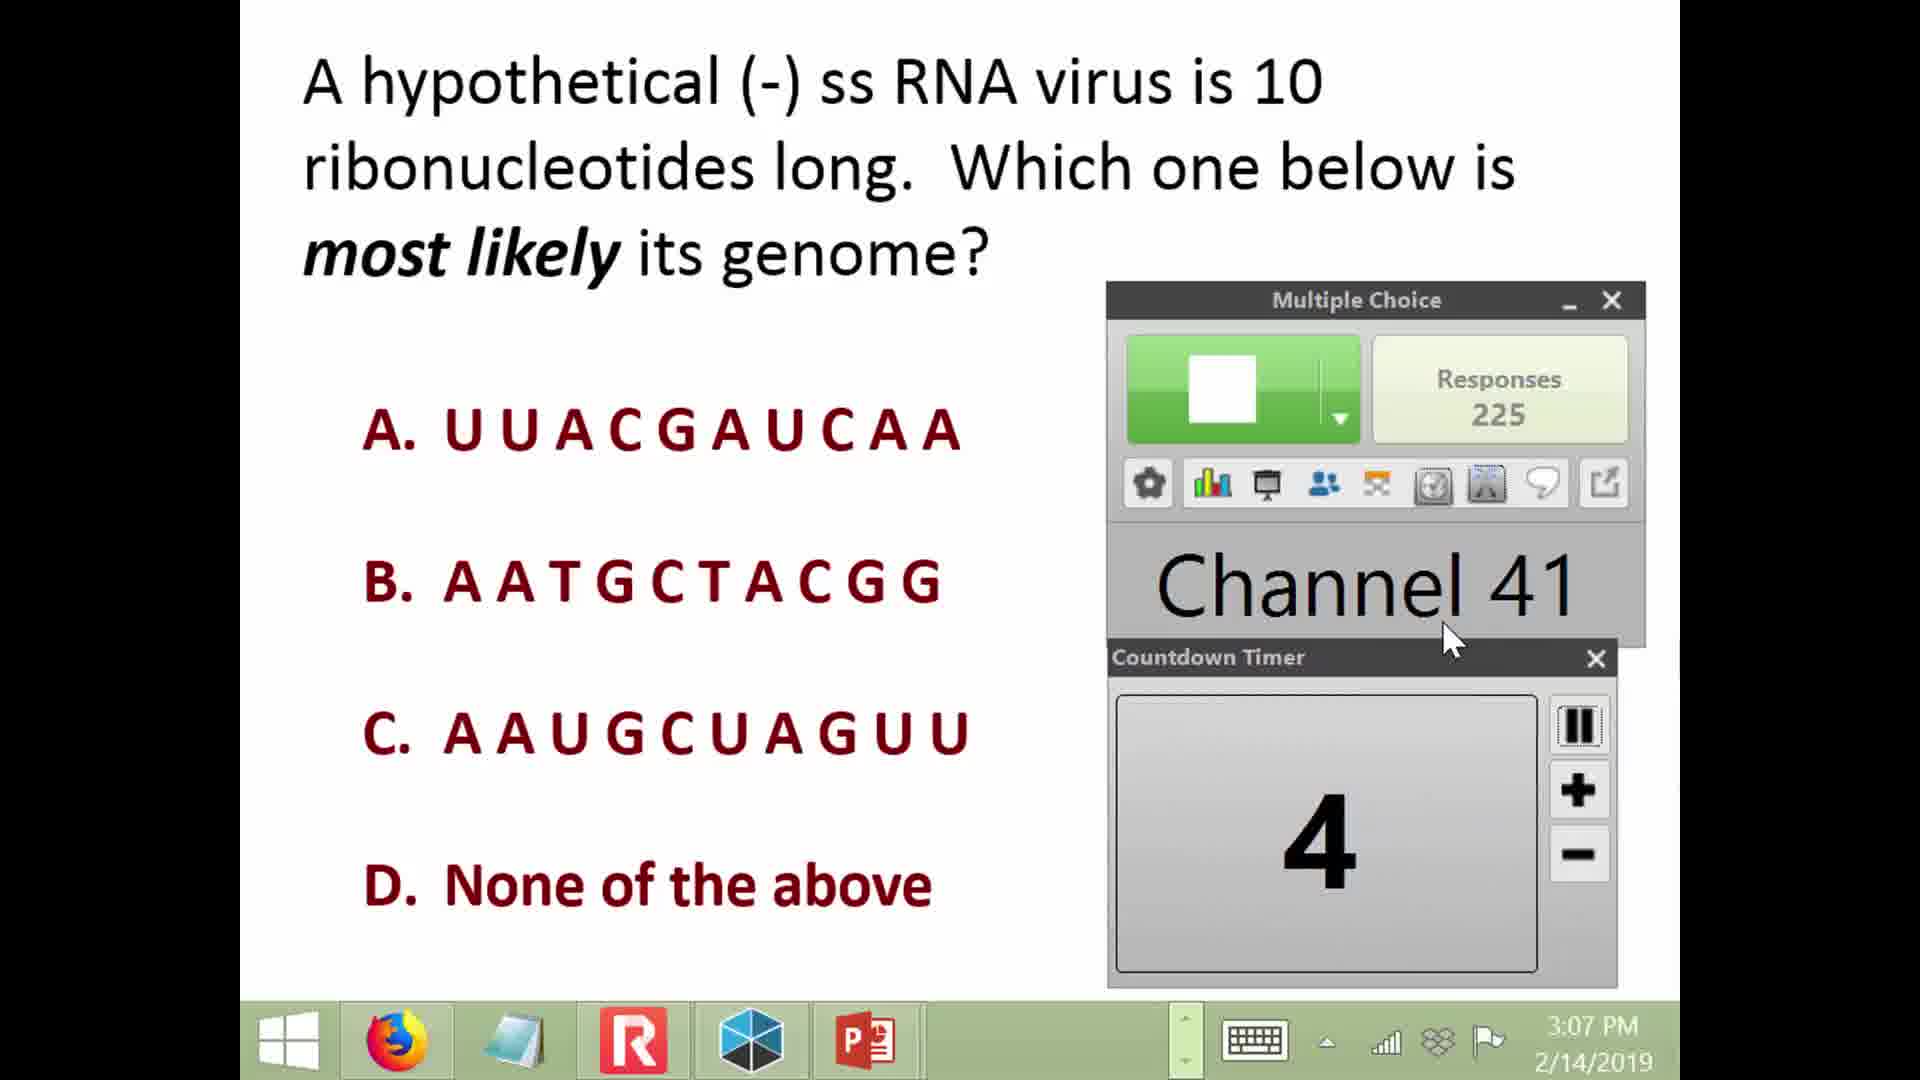 A hypothetical (-) ss RNA virus is 10
ribonucleotides long.  Which one below is
most likely its genome?
A. U U A C G A U C A A
B. A A T G C T A C G G
C. A A U G C U A G U U
D. None of the above
Multiple Choice
Responses
225
Channel 41
Countdown Timer
4
3:07 PM
2/14/2019